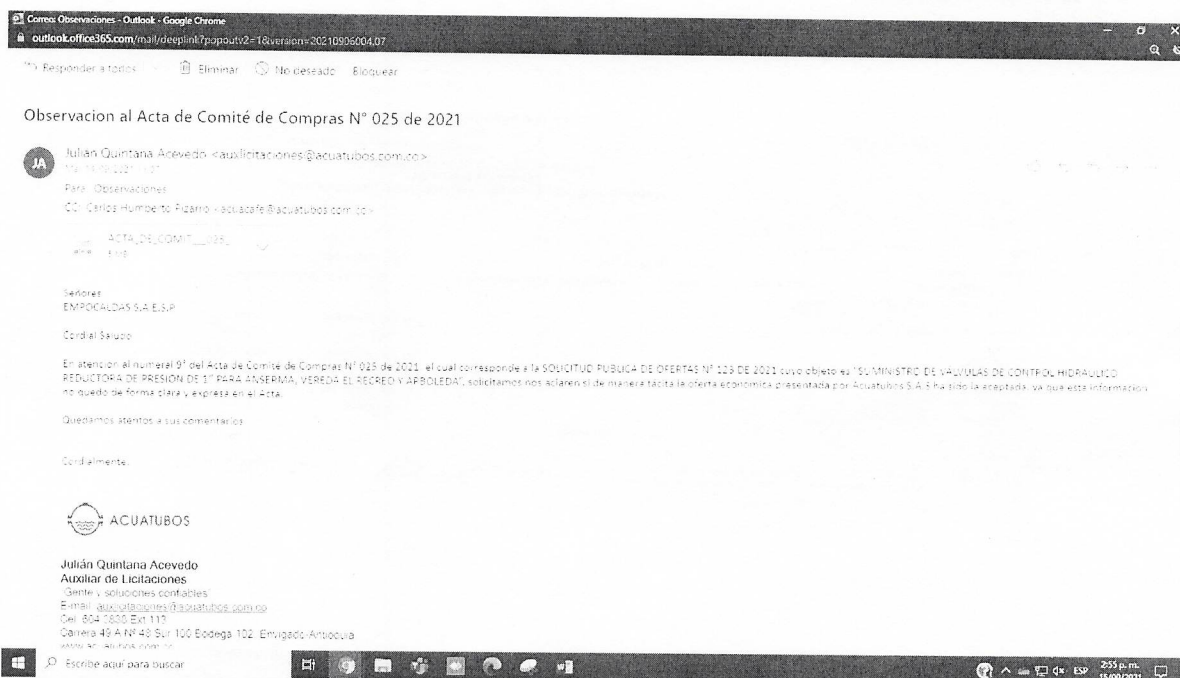 Correo: Observaciones - Outlook - Google Chrome
outlook.office365.com/mail/deeplink?popoutv2=1&version=20210906004.07
Responder a todos Eliminar No deseado Bloquear
Observacion al Acta de Comité de Compras N° 025 de 2021
JA
Julián Quintana Acevedo <auxlicitaciones@acuatubos.com.co>
Para: Observaciones
CC: Carlos Humberto Pizarro <acuacafe@acuatubos.com.co>
ACTA_DE_COMIT__025_
Señores
EMPOCALDAS S.A E.S.P
Cordial Saludo
En atencion al numeral 9° del Acta de Comité de Compras N° 025 de 2021, el cual corresponde a la SOLICITUD PUBLICA DE OFERTAS N° 123 DE 2021 cuyo objeto es "SUMINISTRO DE VALVULAS DE CONTROL HIDRAULICO
REDUCTORA DE PRESION DE 1" PARA ANSERMA, VEREDA EL RECREO Y ARBOLEDA", solicitamos nos aclaren si de manera tácita la oferta económica presentada por Acuatubos S.A.S ha sido la aceptada, ya que esta información
no quedo de forma clara y expresa en el Acta.
Quedamos atentos a sus comentarios
Cordialmente,
ACUATUBOS
Julián Quintana Acevedo
Auxiliar de Licitaciones
"Gente y soluciones confiables"
E-mail: auxlicitaciones@acuatubos.com.co
Cel: 604 0838 Ext 113
Carrera 49 A N° 48 Sur 100 Bodega 102, Envigado-Antioquia
Escribe aquí para buscar
ESP
2:55 p. m.
15/09/2021